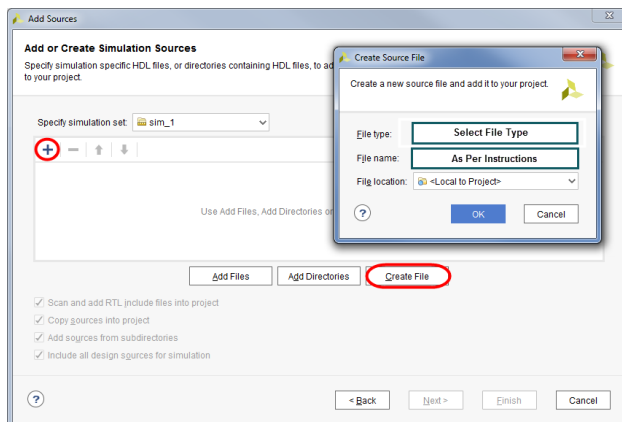 Add Sources
Add or Create Simulation Sources
Specify simulation specific HDL files, or directories containing HDL files, to ad
to your project.
Specify simulation set: sim_1
Use Add Files, Add Directories or
Add Files
Add Directories
Create File
Scan and add RTL include files into project
Copy sources into project
Add sources from subdirectories
Include all design sources for simulation
?
< Back
Next >
Finish
Cancel
Create Source File
Create a new source file and add it to your project.
File type: Select File Type
File name: As Per Instructions
File location: <Local to Project>
?
OK
Cancel